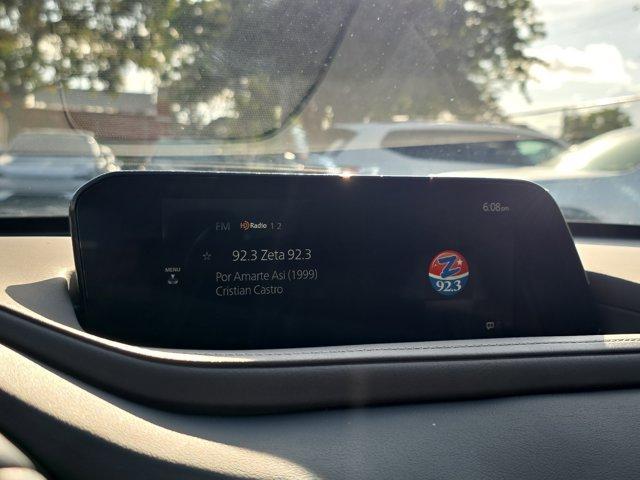 6:08pm
FM HD Radio 1 2
92.3 Zeta 92.3
MENU
Por Amarte Asi (1999)
Cristian Castro
Z
92.3